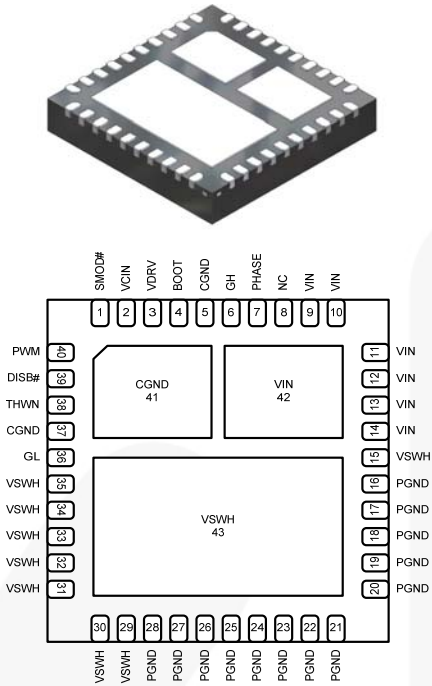 SMOD# VCIN VDRV BOOT CGND GH PHASE NC VIN VIN
1 2 3 4 5 6 7 8 9 10
PWM 40
DISB# 39
THWN 38
CGND 37
GL 36
VSWH 35
VSWH 34
VSWH 33
VSWH 32
VSWH 31
CGND
41
VIN
42
VSWH
43
11 VIN
12 VIN
13 VIN
14 VIN
15 VSWH
16 PGND
17 PGND
18 PGND
19 PGND
20 PGND
30 29 28 27 26 25 24 23 22 21
VSWH VSWH PGND PGND PGND PGND PGND PGND PGND PGND